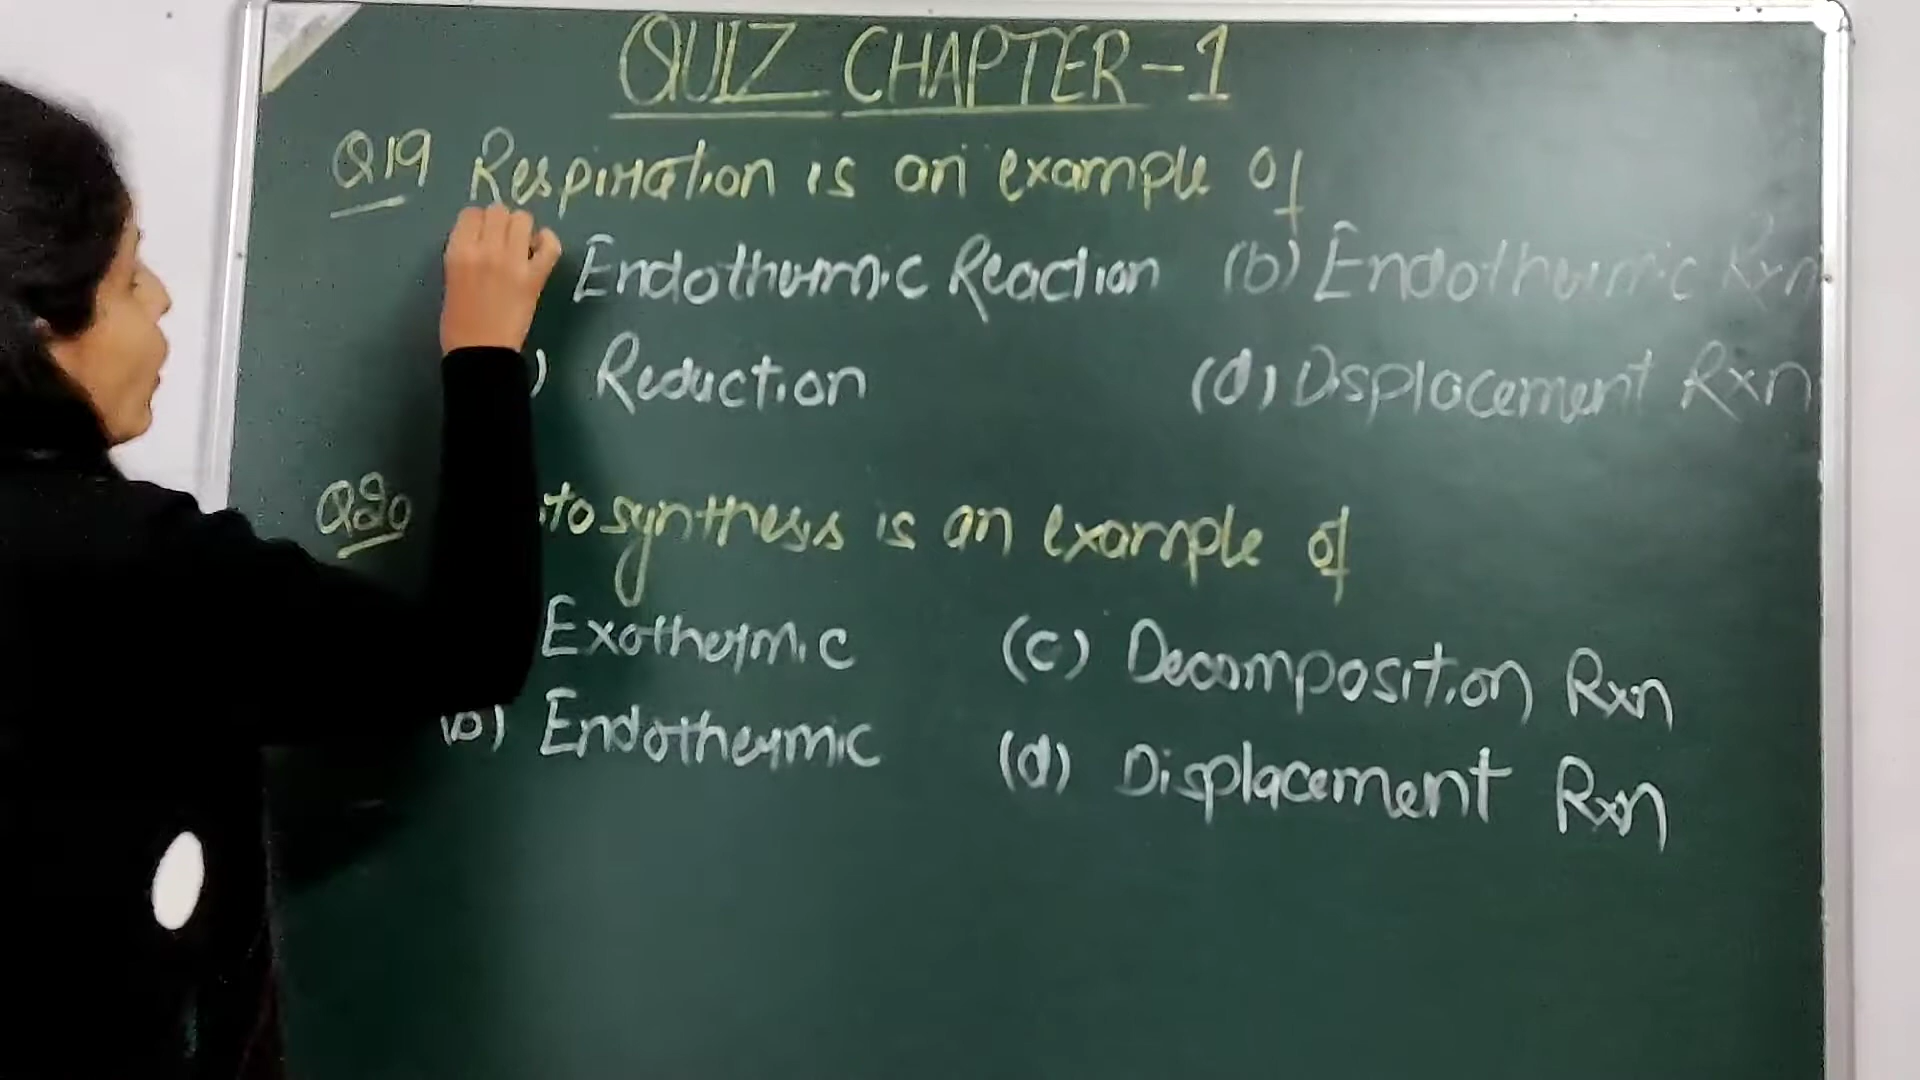 QUIZ CHAPTER-1
Q19 Respiration is an example of
Endothermic Reaction (b) Endothermic Rxn
) Reduction (d) Displacement Rxn
Q20 tosynthesis is an example of
Exothermic (c) Decomposition Rxn
(b) Endothermic (d) Displacement Rxn